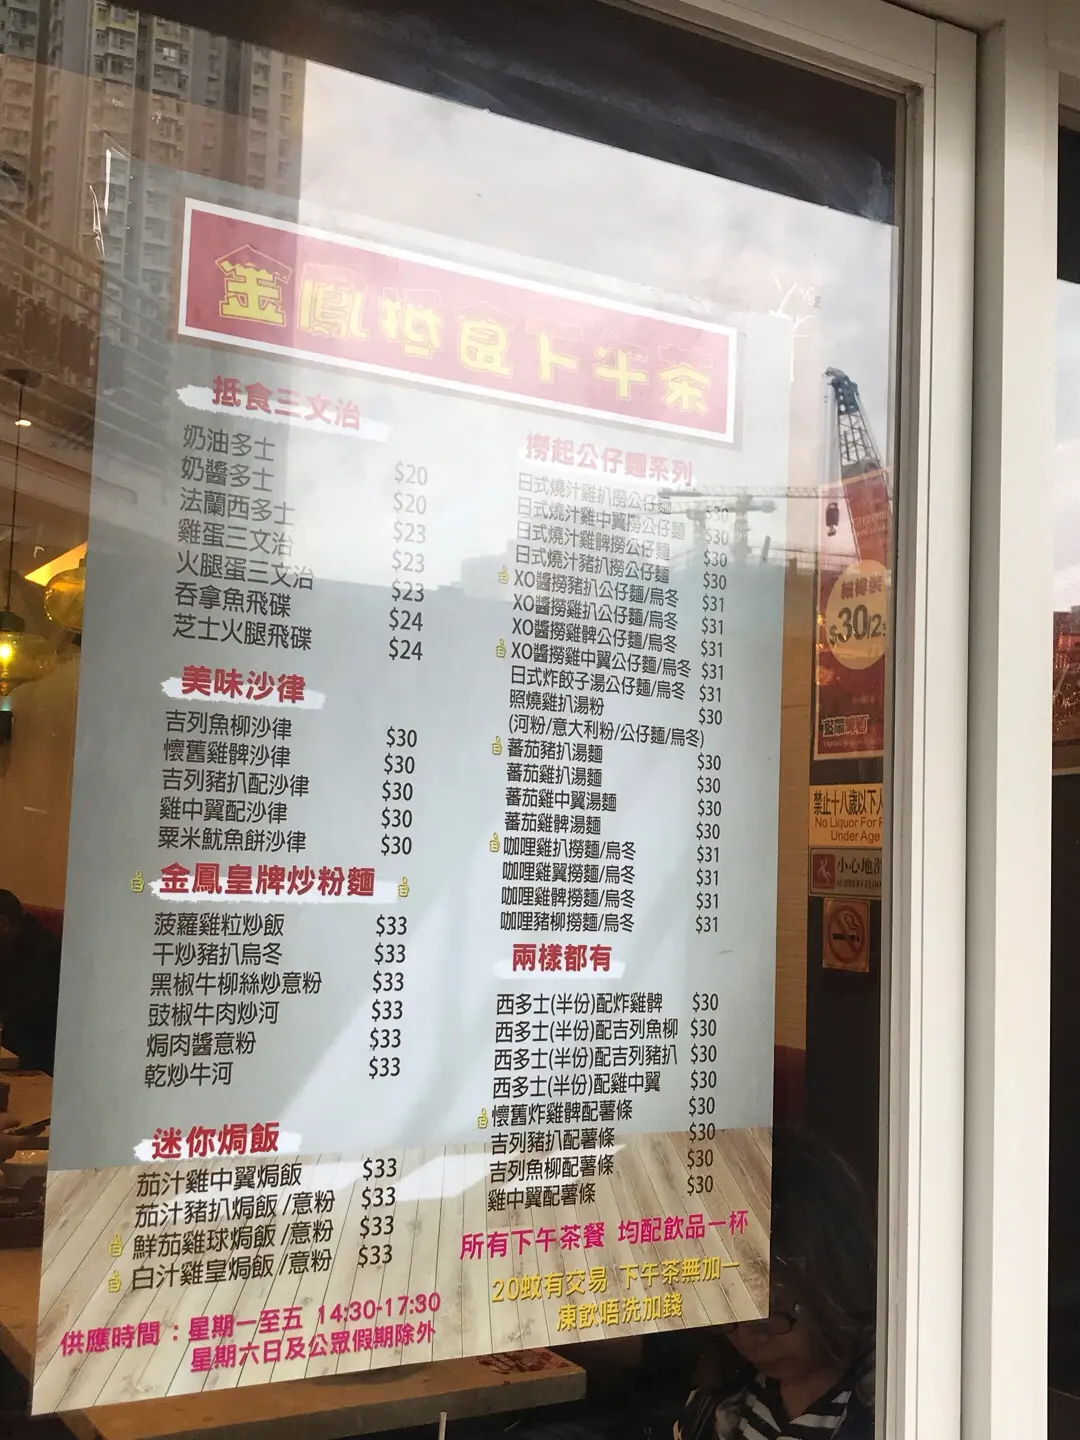 金鳳抵食下午茶
抵食三文治
奶油多士 $20
奶醬多士 $20
法蘭西多士 $23
雞蛋三文治 $23
火腿蛋三文治 $23
吞拿魚飛碟 $24
芝士火腿飛碟 $24
美味沙律
吉列魚柳沙律 $30
懷舊雞髀沙律 $30
吉列豬扒配沙律 $30
雞中翼配沙律 $30
粟米魷魚餅沙律 $30
金鳳皇牌炒粉麵
菠蘿雞粒炒飯 $33
干炒豬扒烏冬 $33
黑椒牛柳絲炒意粉 $33
豉椒牛肉炒河 $33
焗肉醬意粉 $33
乾炒牛河 $33
迷你焗飯
茄汁雞中翼焗飯 $33
茄汁豬扒焗飯/意粉 $33
鮮茄雞球焗飯/意粉 $33
白汁雞皇焗飯/意粉 $33
供應時間：星期一至五 14:30-17:30
星期六日及公眾假期除外
撈起公仔麵系列
日式燒汁雞扒撈公仔麵 $30
日式燒汁雞中翼撈公仔麵 $30
日式燒汁雞髀撈公仔麵 $30
日式燒汁豬扒撈公仔麵 $30
XO醬撈豬扒公仔麵/烏冬 $31
XO醬撈雞扒公仔麵/烏冬 $31
XO醬撈雞髀公仔麵/烏冬 $31
XO醬撈雞中翼公仔麵/烏冬 $31
日式炸餃子湯公仔麵/烏冬 $31
照燒雞扒湯粉 $30
(河粉/意大利粉/公仔麵/烏冬)
蕃茄豬扒湯麵 $30
蕃茄雞扒湯麵 $30
蕃茄雞中翼湯麵 $30
蕃茄雞髀湯麵 $30
咖喱雞扒撈麵/烏冬 $31
咖喱雞翼撈麵/烏冬 $31
咖喱雞髀撈麵/烏冬 $31
咖喱豬柳撈麵/烏冬 $31
兩樣都有
西多士(半份)配炸雞髀 $30
西多士(半份)配吉列魚柳 $30
西多士(半份)配吉列豬扒 $30
西多士(半份)配雞中翼 $30
懷舊炸雞髀配薯條 $30
吉列豬扒配薯條 $30
吉列魚柳配薯條 $30
雞中翼配薯條 $30
所有下午茶餐 均配飲品一杯
20蚊有交易 下午茶無加一
凍飲唔洗加錢
$30/2
禁止十八歲以下人
No Liquor For
Under Age
小心地滑